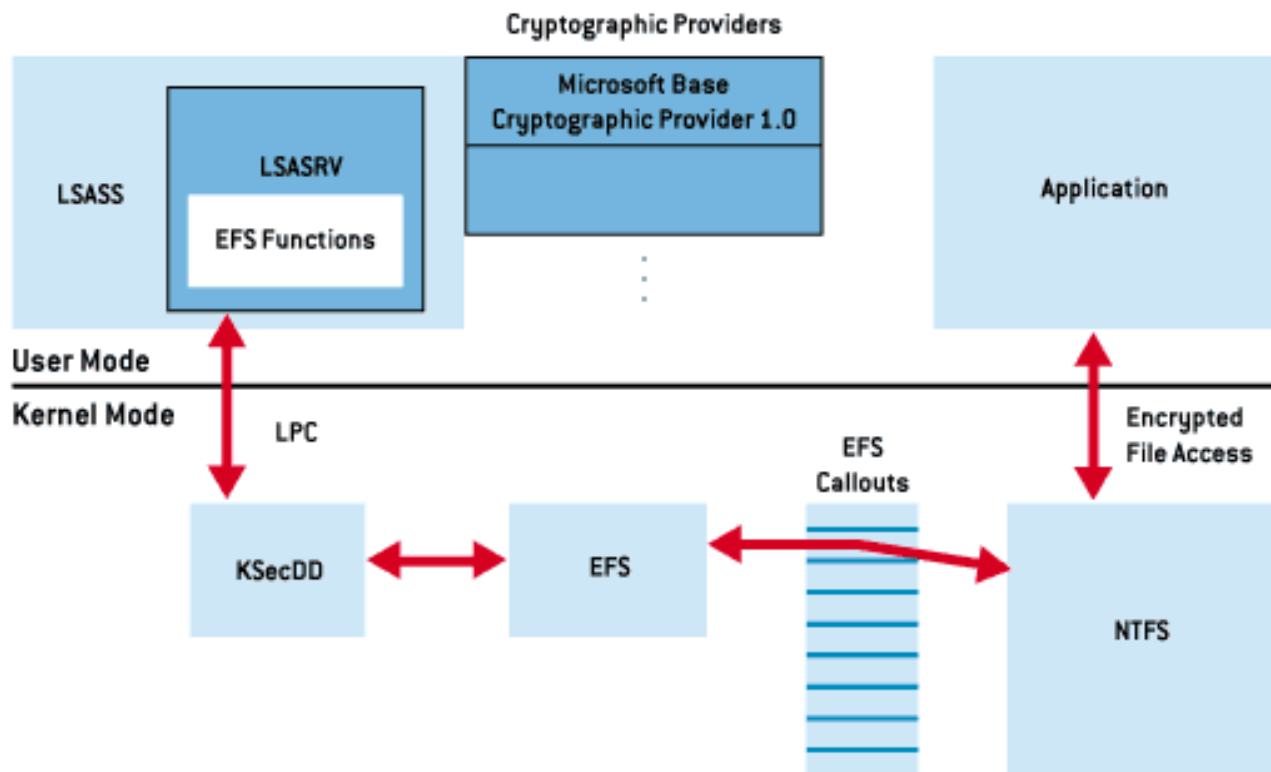 Cryptographic Providers
Microsoft Base
Cryptographic Provider 1.0
LSASS
LSASRV
EFS Functions
Application
User Mode
Kernel Mode
LPC
Encrypted
File Access
EFS
Callouts
KSecDD
EFS
NTFS